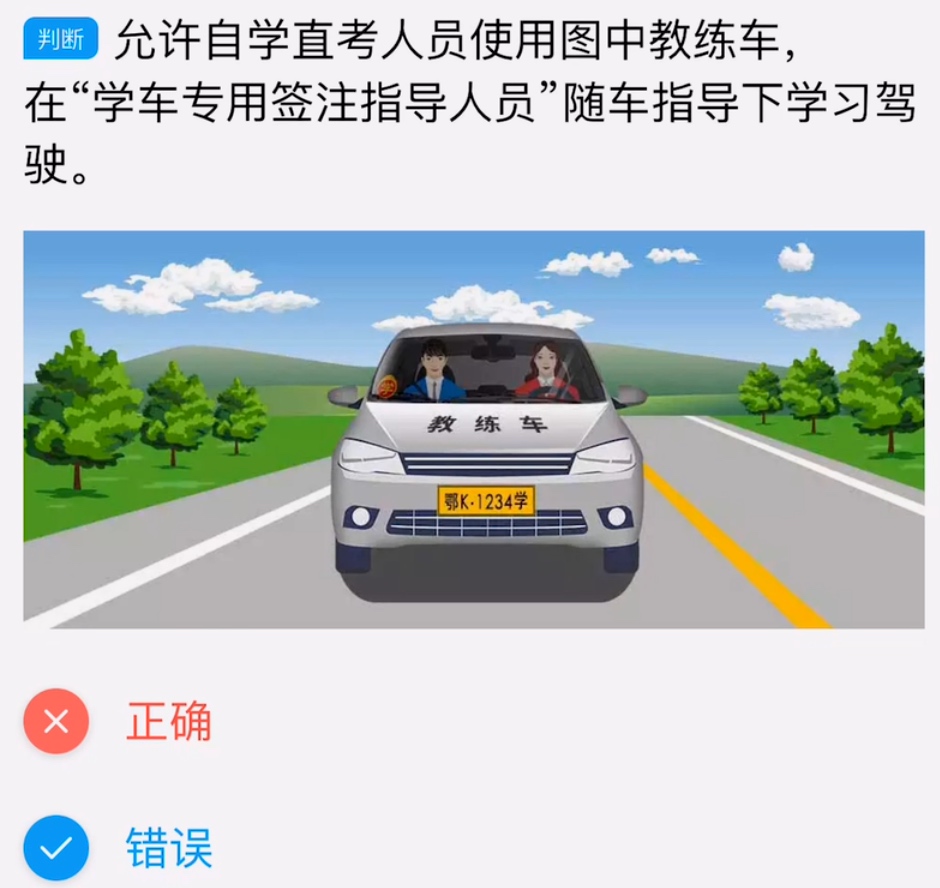 判断 允许自学直考人员使用图中教练车，
在“学车专用签注指导人员”随车指导下学习驾
驶。
学
教练车
鄂K·1234学
正确
错误